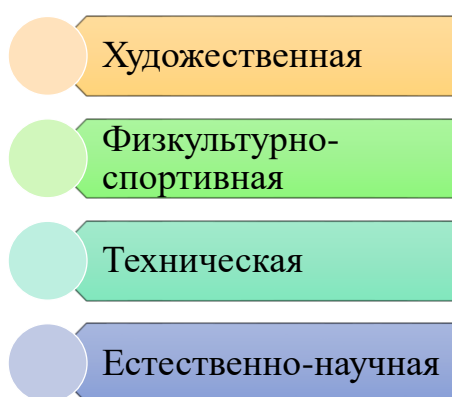 Художественная
Физкультурно-
спортивная
Техническая
Естественно-научная